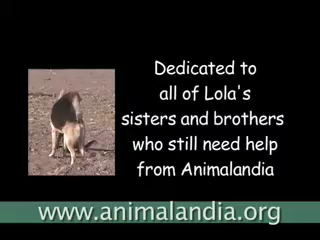 Dedicated to
all of Lola's
sisters and brothers
who still need help
from Animalandia
www.animalandia.org